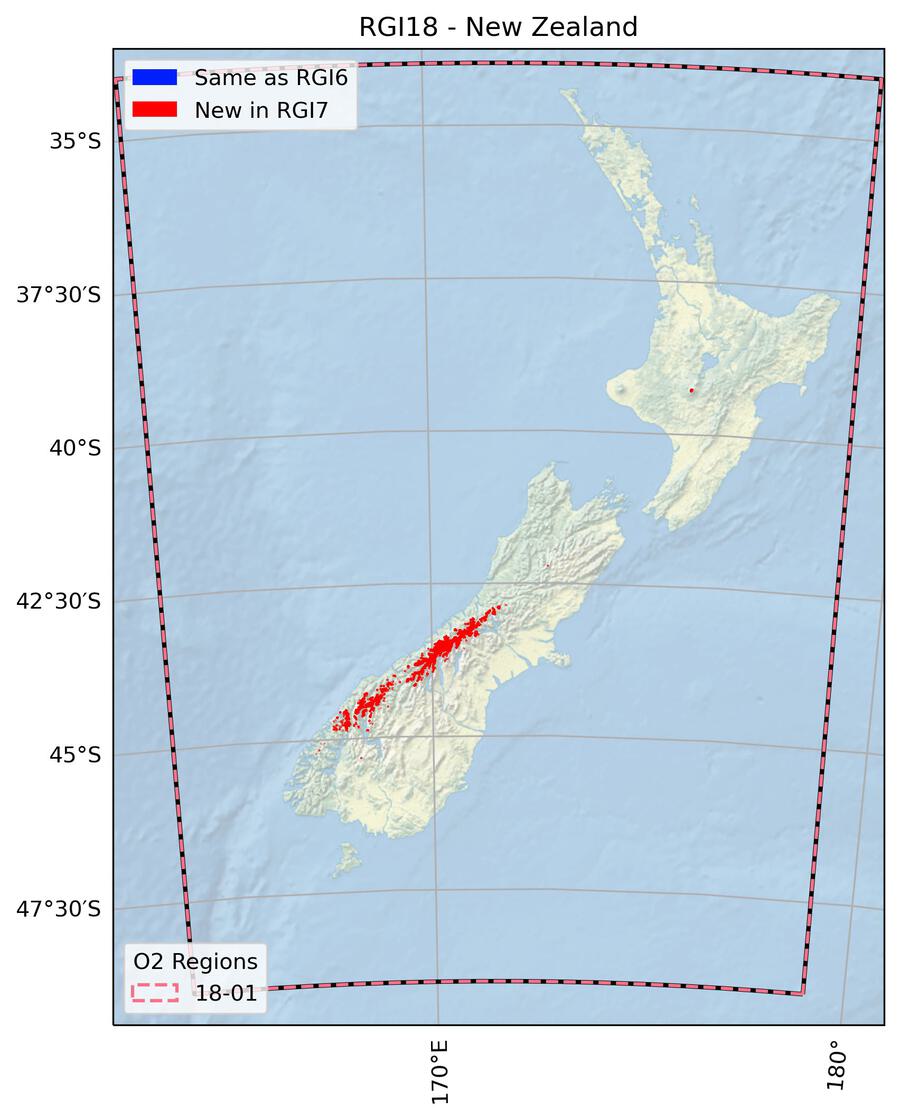 RGI18 - New Zealand
Same as RGI6
New in RGI7
35°S
37°30′S
40°S
42°30′S
45°S
47°30′S
O2 Regions
18-01
170°E
180°